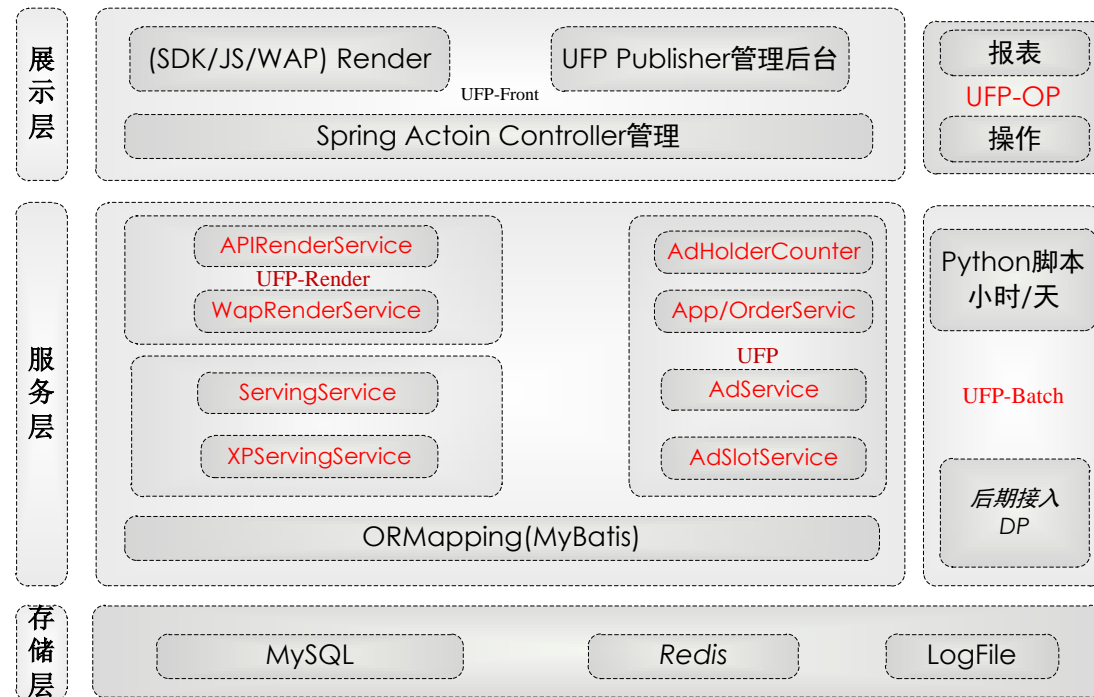 展示层
(SDK/JS/WAP) Render
UFP Publisher管理后台
UFP-Front
Spring Actoin Controller管理
报表
UFP-OP
操作
服务层
APIRenderService
UFP-Render
WapRenderService
ServingService
XPServingService
AdHolderCounter
App/OrderServic
UFP
AdService
AdSlotService
ORMapping(MyBatis)
Python脚本
小时/天
UFP-Batch
后期接入
DP
存储层
MySQL
Redis
LogFile